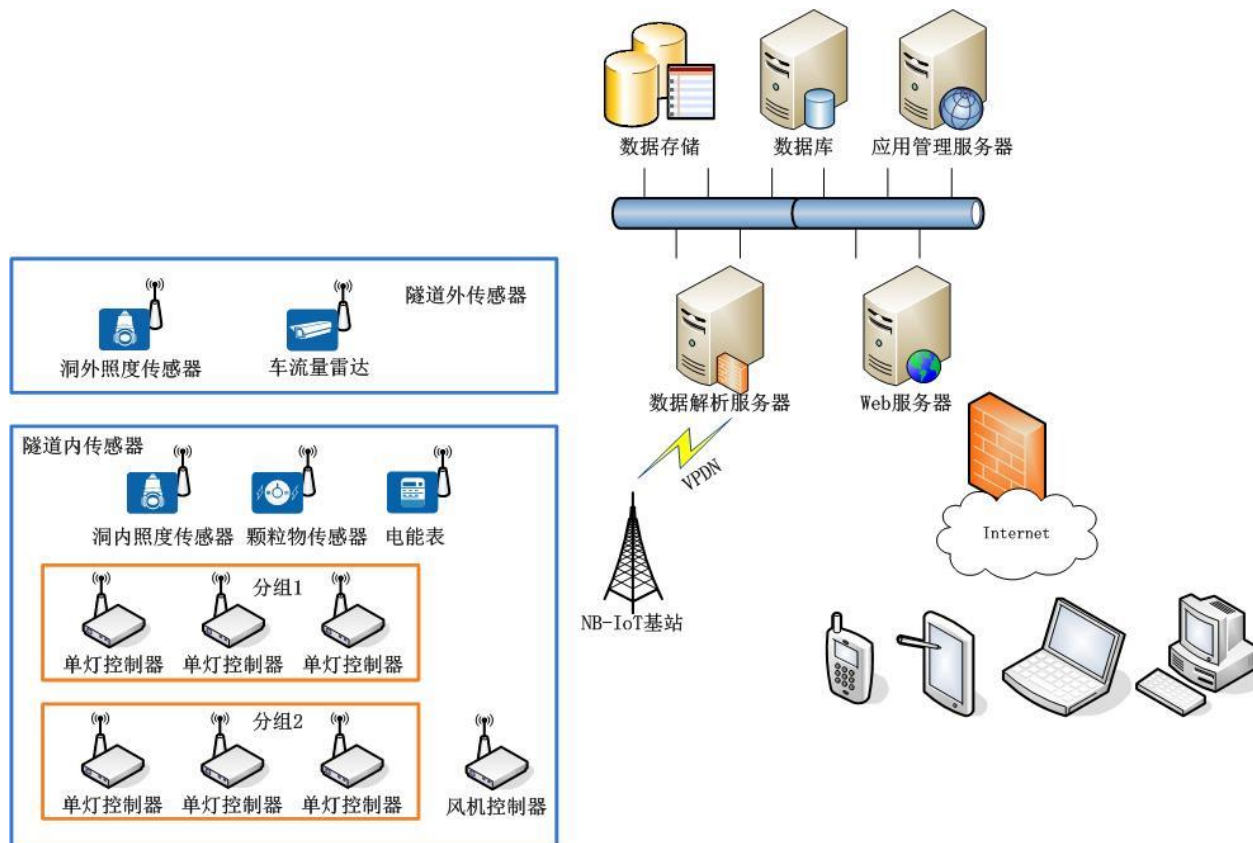 数据存储
数据库
应用管理服务器
隧道外传感器
洞外照度传感器
车流量雷达
数据解析服务器
Web服务器
隧道内传感器
VPDN
洞内照度传感器
颗粒物传感器
电能表
Internet
分组1
NB-IoT基站
单灯控制器
单灯控制器
单灯控制器
分组2
单灯控制器
单灯控制器
单灯控制器
风机控制器